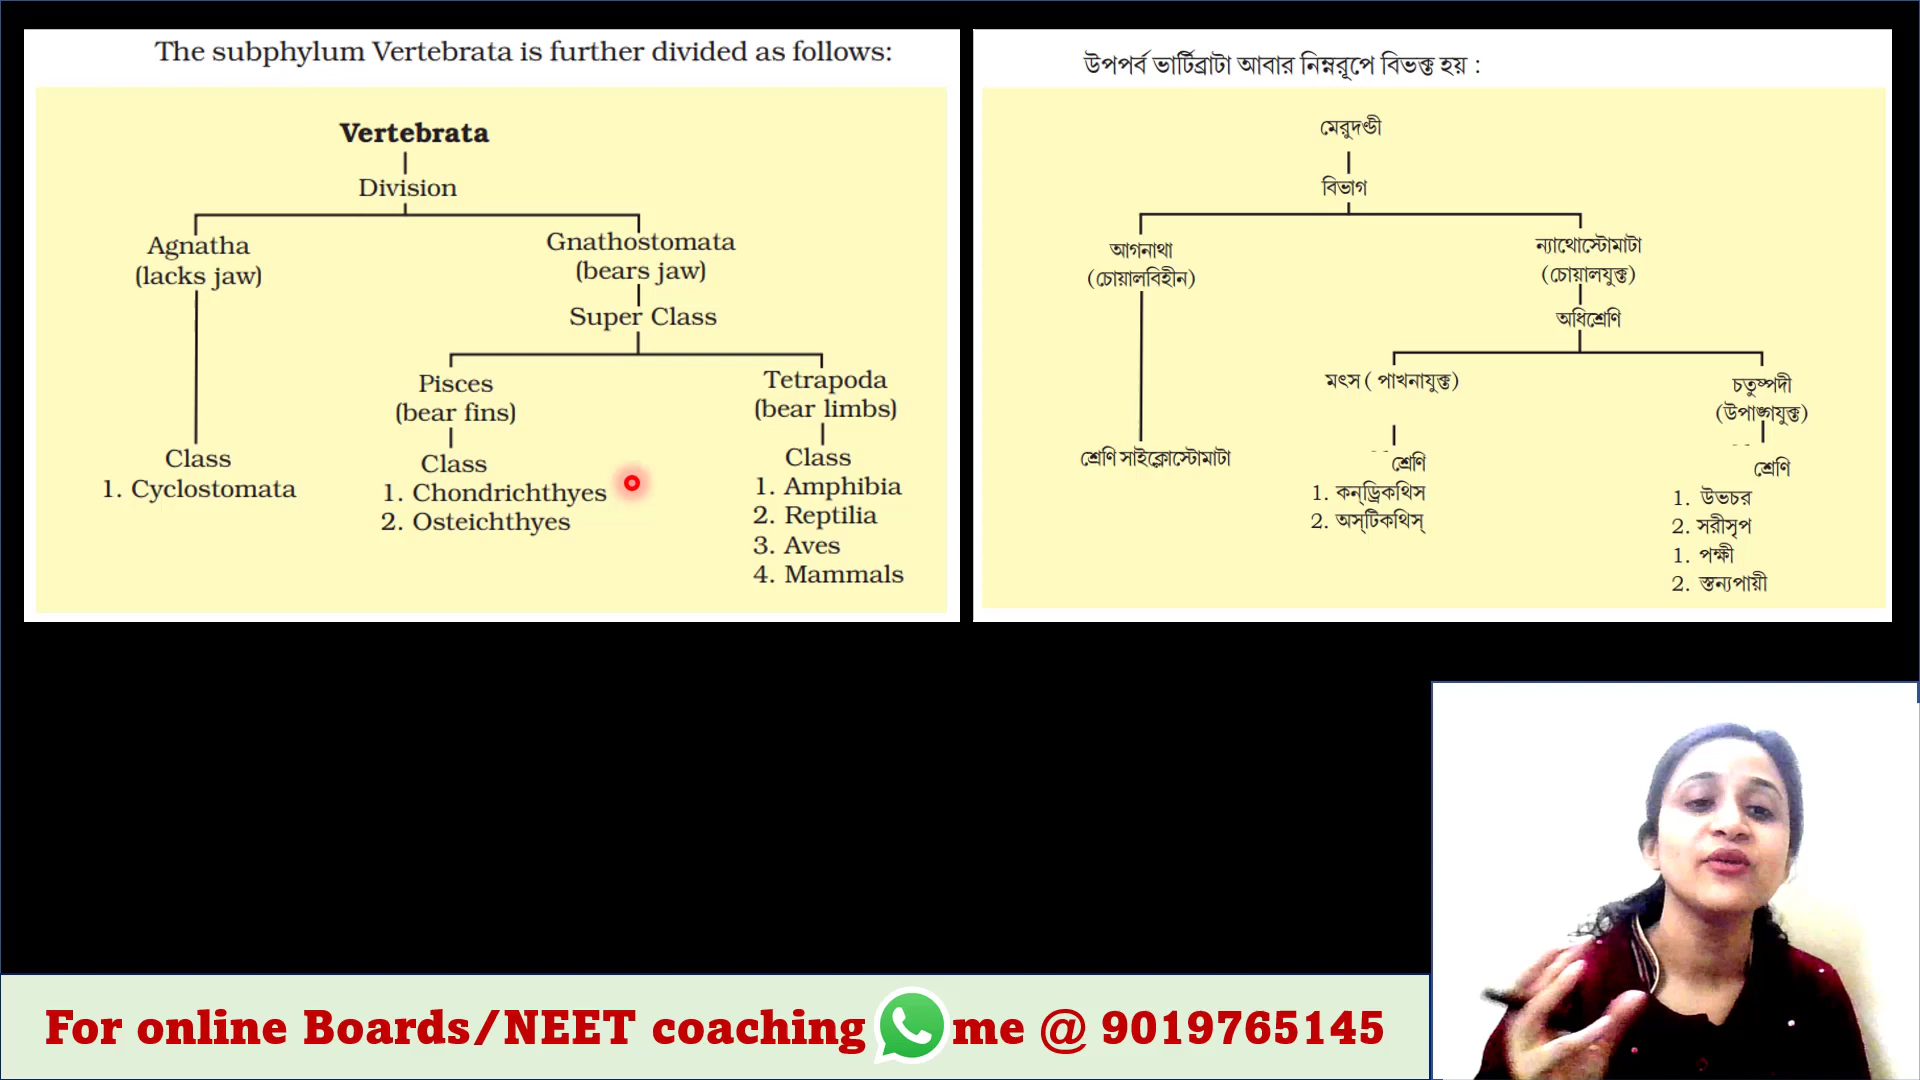 The subphylum Vertebrata is further divided as follows:
Vertebrata
Division
Agnatha
(lacks jaw)
Gnathostomata
(bears jaw)
Super Class
Pisces
(bear fins)
Tetrapoda
(bear limbs)
Class
1. Cyclostomata
Class
1. Chondrichthyes
2. Osteichthyes
Class
1. Amphibia
2. Reptilia
3. Aves
4. Mammals
উপপর্ব ভার্টিব্রাটা আবার নিম্নরূপে বিভক্ত হয় :
মেরুদণ্ডী
বিভাগ
আগনাথা
(চোয়ালবিহীন)
ন্যাথোস্টোমাটা
(চোয়ালযুক্ত)
অধিশ্রেণি
মৎস ( পাখনাযুক্ত)
চতুষ্পদী
(উপাঙ্গযুক্ত)
শ্রেণি সাইক্লোস্টোমাটা
শ্রেণি
1. কন্‌ড্রিকথিস
2. অস্‌টিকথিস্
শ্রেণি
1. উভচর
2. সরীসৃপ
1. পক্ষী
2. স্তন্যপায়ী
For online Boards/NEET coaching me @ 9019765145